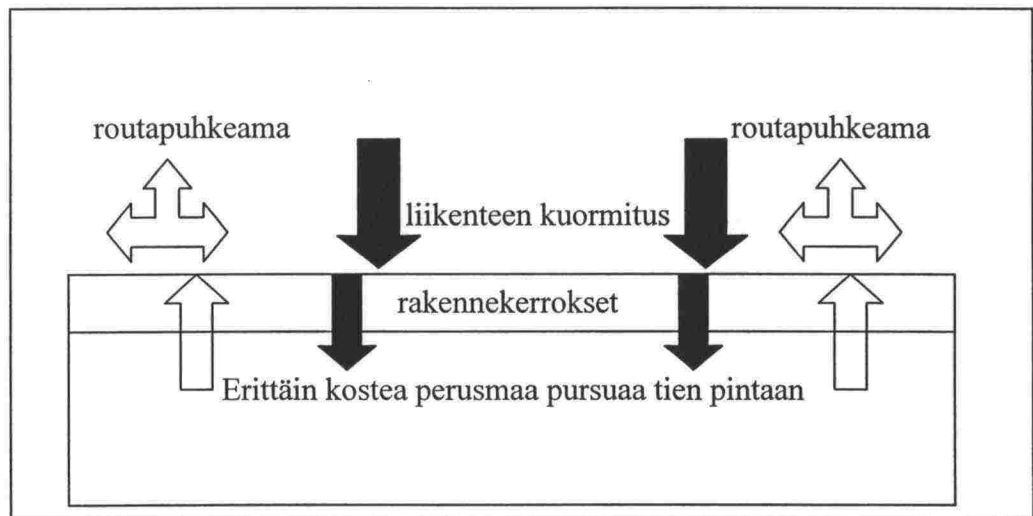 routapuhkeama
routapuhkeama
liikenteen kuormitus
rakennekerrokset
Erittäin kostea perusmaa pursuaa tien pintaan